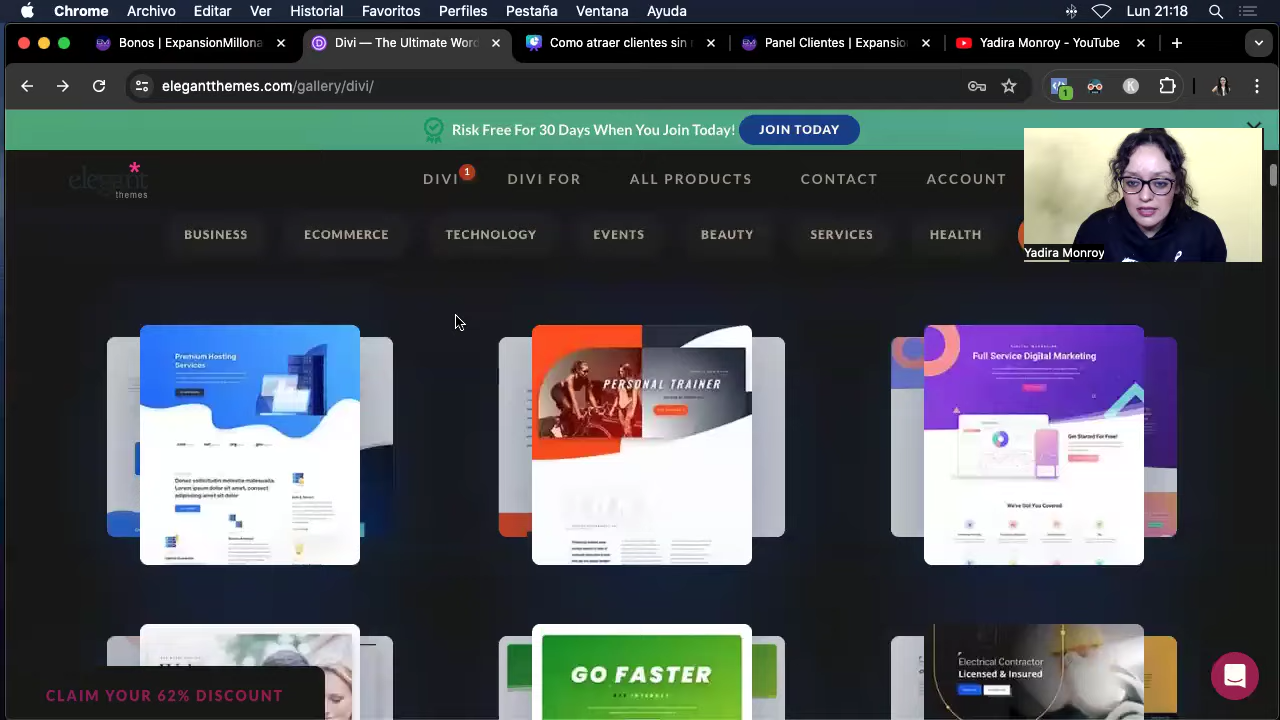 Chrome Archivo Editar Ver Historial Favoritos Perfiles Pestaña Ventana Ayuda Lun 21:18
Bonos | ExpansionMillona
Divi — The Ultimate Word
Como atraer clientes sin
Panel Clientes | Expansio
Yadira Monroy - YouTube
elegantthemes.com/gallery/divi/
1
Risk Free For 30 Days When You Join Today! JOIN TODAY
elegant themes
DIVI 1 DIVI FOR ALL PRODUCTS CONTACT ACCOUNT
BUSINESS ECOMMERCE TECHNOLOGY EVENTS BEAUTY SERVICES HEALTH
Yadira Monroy
Premium Hosting
Services
PERSONAL TRAINER
Full Service Digital Marketing
Get Started For Free!
We've Got You Covered
GO FASTER
Electrical Contractor
Licensed & Insured
CLAIM YOUR 62% DISCOUNT